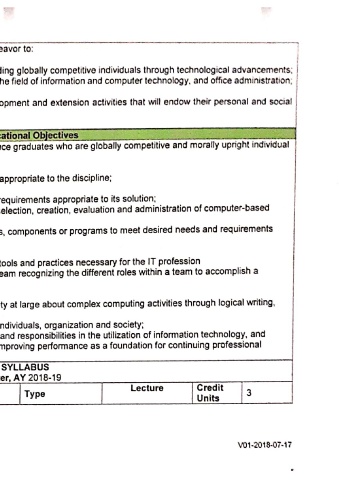 eavor to:
ding globally competitive individuals through technological advancements;
he field of information and computer technology, and office administration;
opment and extension activities that will endow their personal and social
ational Objectives
ce graduates who are globally competitive and morally upright individual
appropriate to the discipline;
requirements appropriate to its solution;
election, creation, evaluation and administration of computer-based
s, components or programs to meet desired needs and requirements
tools and practices necessary for the IT profession
eam recognizing the different roles within a team to accomplish a
ty at large about complex computing activities through logical writing,
ndividuals, organization and society;
and responsibilities in the utilization of information technology, and
mproving performance as a foundation for continuing professional
SYLLABUS
er, AY 2018-19
Type Lecture Credit Units 3
V01-2018-07-17